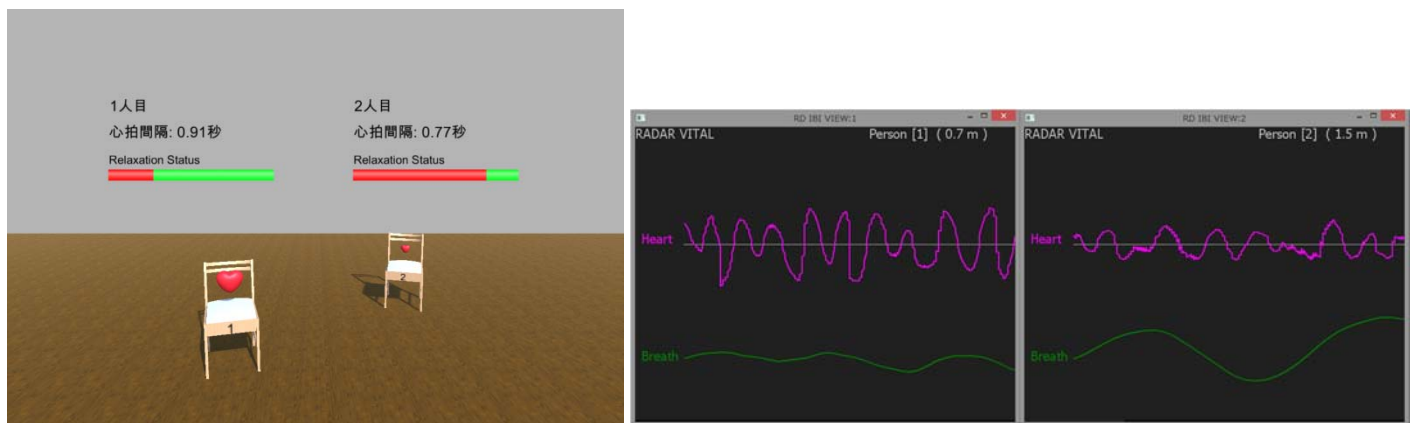 1人目
心拍間隔: 0.91秒
Relaxation Status
2人目
心拍間隔: 0.77秒
Relaxation Status
1
2
RD IBI VIEW:1
RADAR VITAL
Person [1] ( 0.7 m )
Heart
Breath
RD IBI VIEW:2
RADAR VITAL
Person [2] ( 1.5 m )
Heart
Breath